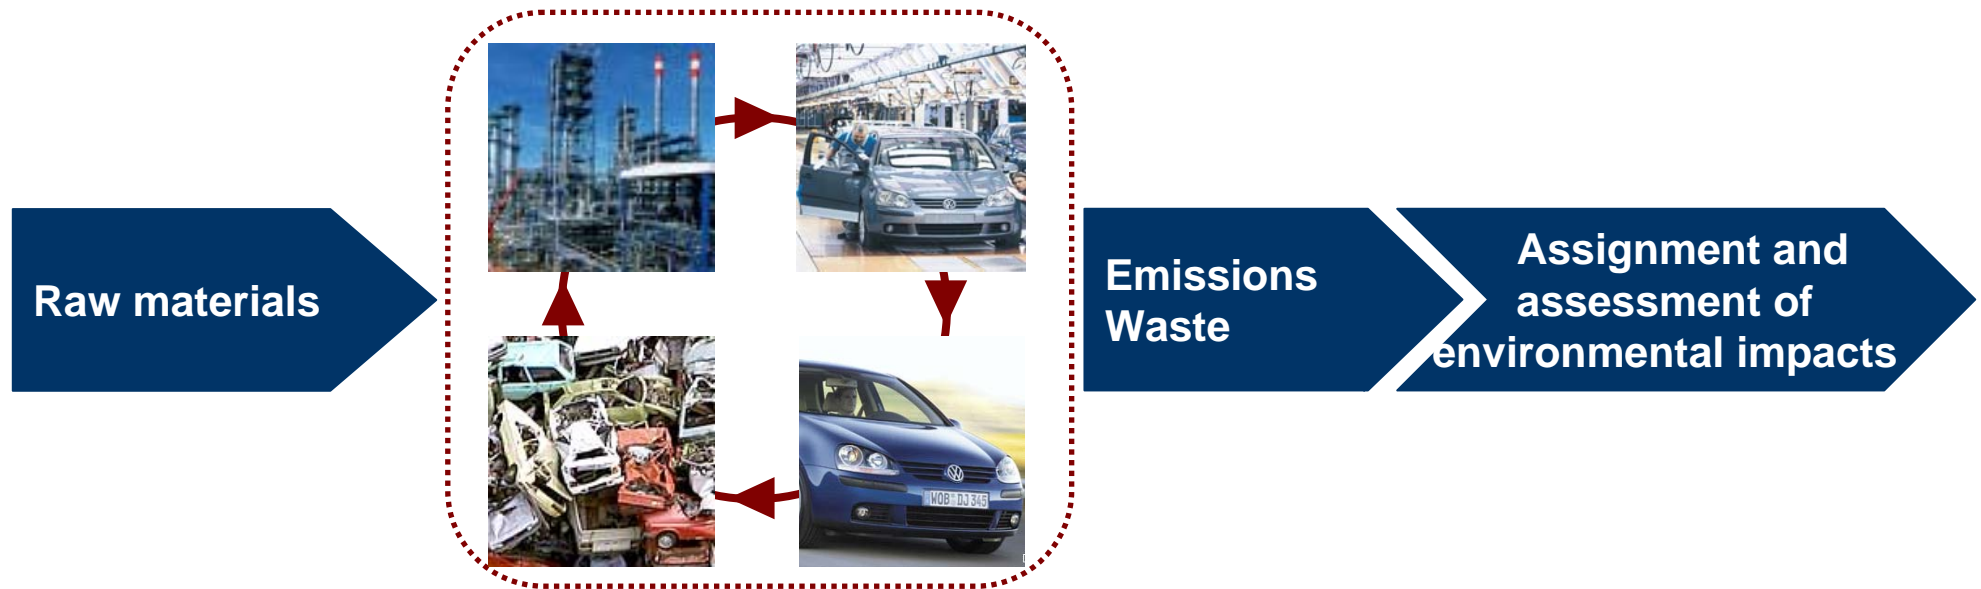 Raw materials
WOB DJ 345
Emissions
Waste
Assignment and
assessment of
environmental impacts